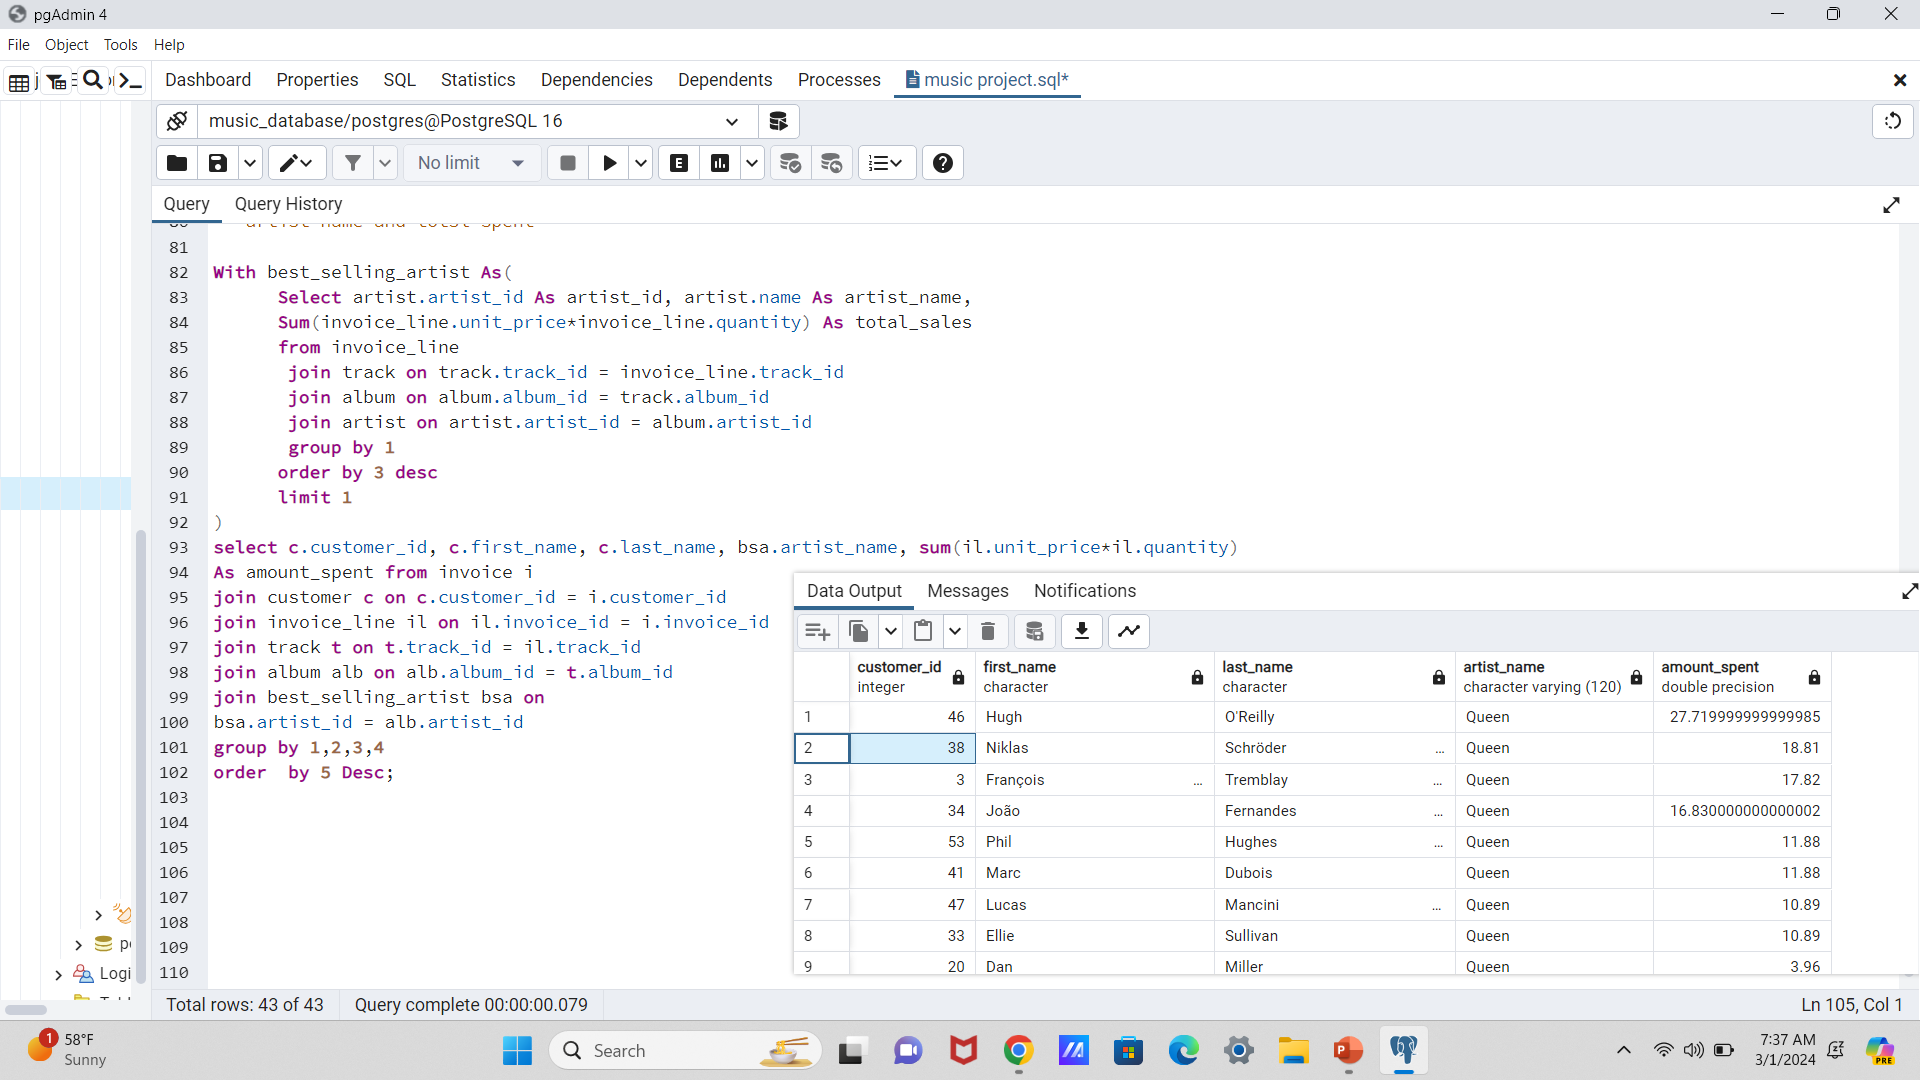 pgAdmin 4
File Object Tools Help
Dashboard Properties SQL Statistics Dependencies Dependents Processes music project.sql*
music_database/postgres@PostgreSQL 16
No limit
Query Query History
80 artist name and totst spent
81
82 With best_selling_artist As(
83 Select artist.artist_id As artist_id, artist.name As artist_name,
84 Sum(invoice_line.unit_price*invoice_line.quantity) As total_sales
85 from invoice_line
86 join track on track.track_id = invoice_line.track_id
87 join album on album.album_id = track.album_id
88 join artist on artist.artist_id = album.artist_id
89 group by 1
90 order by 3 desc
91 limit 1
92 )
93 select c.customer_id, c.first_name, c.last_name, bsa.artist_name, sum(il.unit_price*il.quantity)
94 As amount_spent from invoice i
95 join customer c on c.customer_id = i.customer_id
96 join invoice_line il on il.invoice_id = i.invoice_id
97 join track t on t.track_id = il.track_id
98 join album alb on alb.album_id = t.album_id
99 join best_selling_artist bsa on
100 bsa.artist_id = alb.artist_id
101 group by 1,2,3,4
102 order by 5 Desc;
103
104
105
106
107
108
109
110
Logi
Data Output Messages Notifications
customer_id first_name last_name artist_name amount_spent
integer character character character varying (120) double precision
1 46 Hugh O'Reilly Queen 27.719999999999985
2 38 Niklas Schröder ... Queen 18.81
3 3 François ... Tremblay ... Queen 17.82
4 34 João Fernandes ... Queen 16.830000000000002
5 53 Phil Hughes ... Queen 11.88
6 41 Marc Dubois Queen 11.88
7 47 Lucas Mancini ... Queen 10.89
8 33 Ellie Sullivan Queen 10.89
9 20 Dan Miller Queen 3.96
Total rows: 43 of 43 Query complete 00:00:00.079 Ln 105, Col 1
1 58°F
Sunny
Search
7:37 AM
3/1/2024
PRE